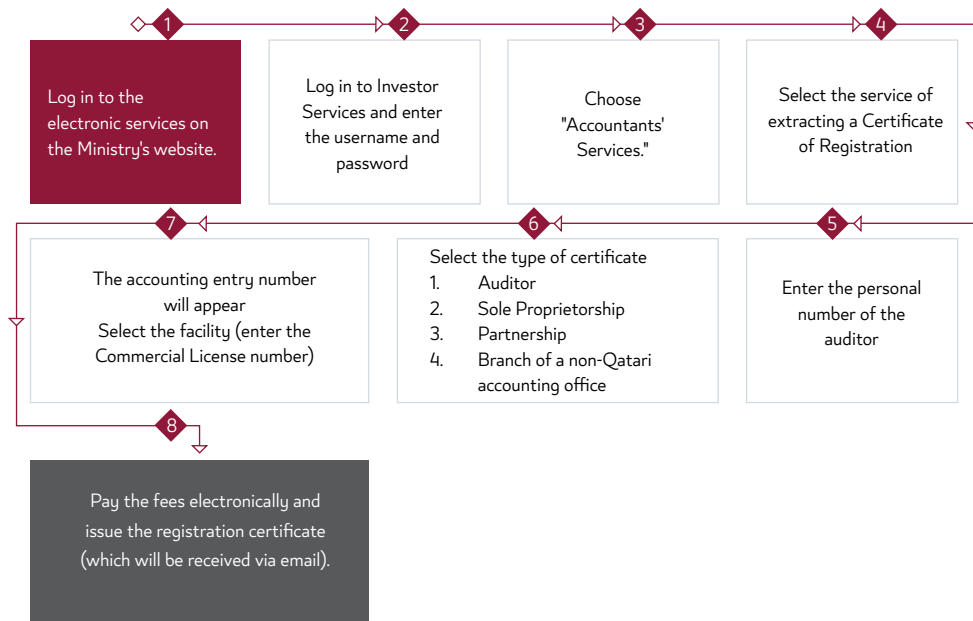 1
Log in to the
electronic services on
the Ministry's website.
2
Log in to Investor
Services and enter
the username and
password
3
Choose
"Accountants'
Services."
4
Select the service of
extracting a Certificate
of Registration
5
Enter the personal
number of the
auditor
6
Select the type of certificate
1. Auditor
2. Sole Proprietorship
3. Partnership
4. Branch of a non-Qatari
accounting office
7
The accounting entry number
will appear
Select the facility (enter the
Commercial License number)
8
Pay the fees electronically and
issue the registration certificate
(which will be received via email).